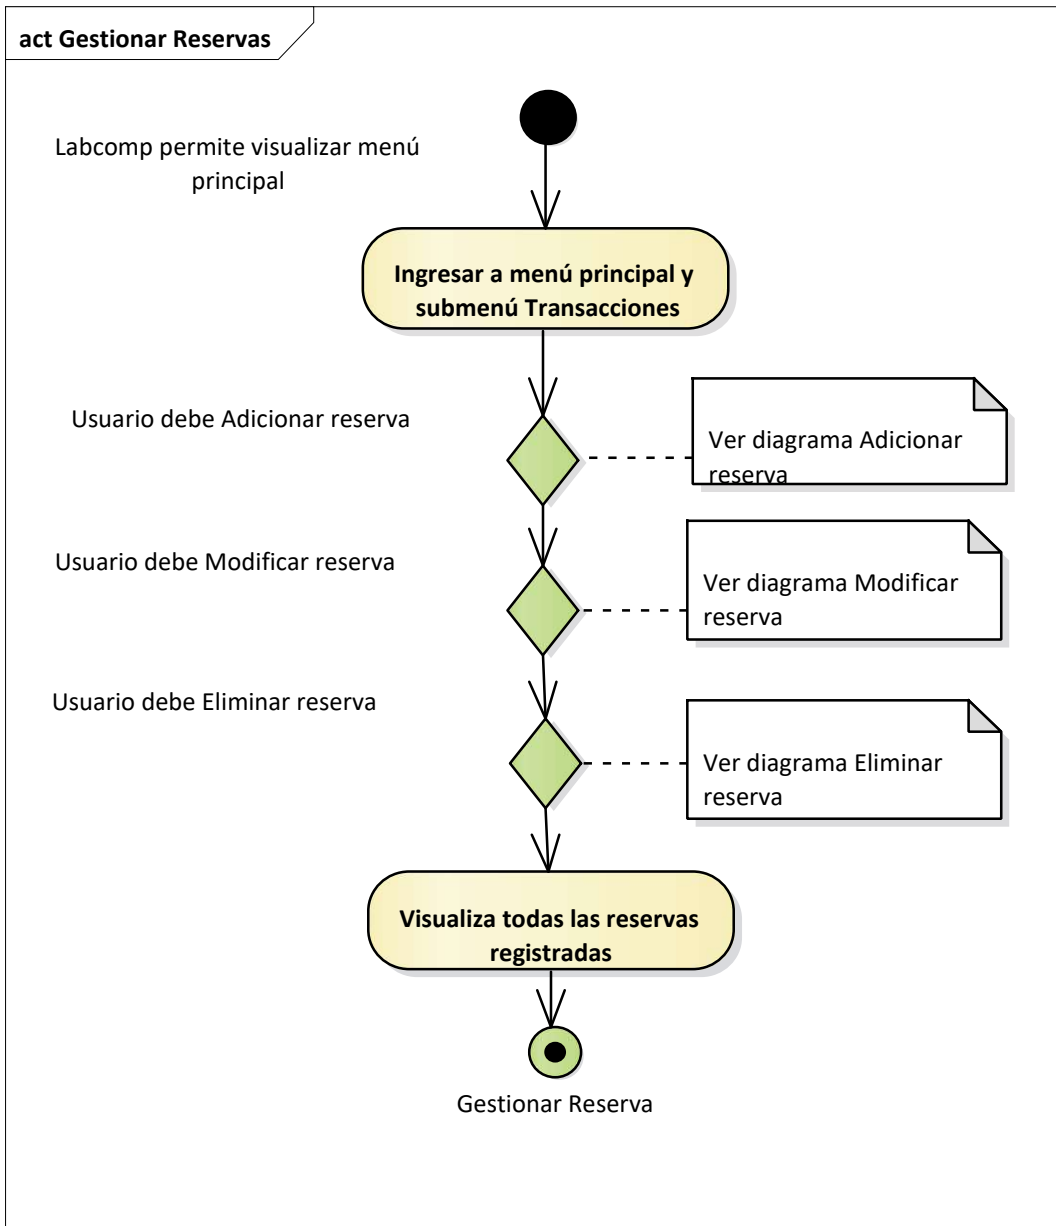 act Gestionar Reservas
Labcomp permite visualizar menú
principal
Ingresar a menú principal y
submenú Transacciones
Usuario debe Adicionar reserva
Ver diagrama Adicionar
reserva
Usuario debe Modificar reserva
Ver diagrama Modificar
reserva
Usuario debe Eliminar reserva
Ver diagrama Eliminar
reserva
Visualiza todas las reservas
registradas
Gestionar Reserva